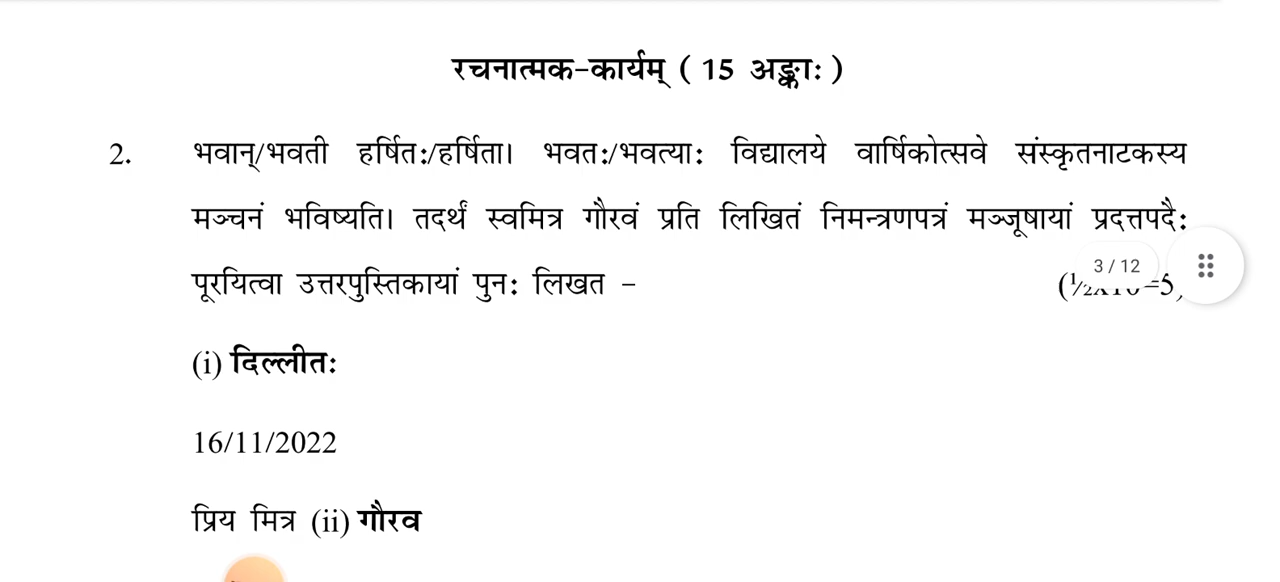 रचनात्मक-कार्यम् ( 15 अङ्काः )
2. भवान्/भवती हर्षितः/हर्षिता। भवतः/भवत्याः विद्यालये वार्षिकोत्सवे संस्कृतनाटकस्य
मञ्चनं भविष्यति। तदर्थं स्वमित्र गौरवं प्रति लिखितं निमन्त्रणपत्रं मञ्जूषायां प्रदत्तपदैः
3 / 12
पूरयित्वा उत्तरपुस्तिकायां पुनः लिखत -
(i) दिल्लीतः
16/11/2022
प्रिय मित्र (ii) गौरव